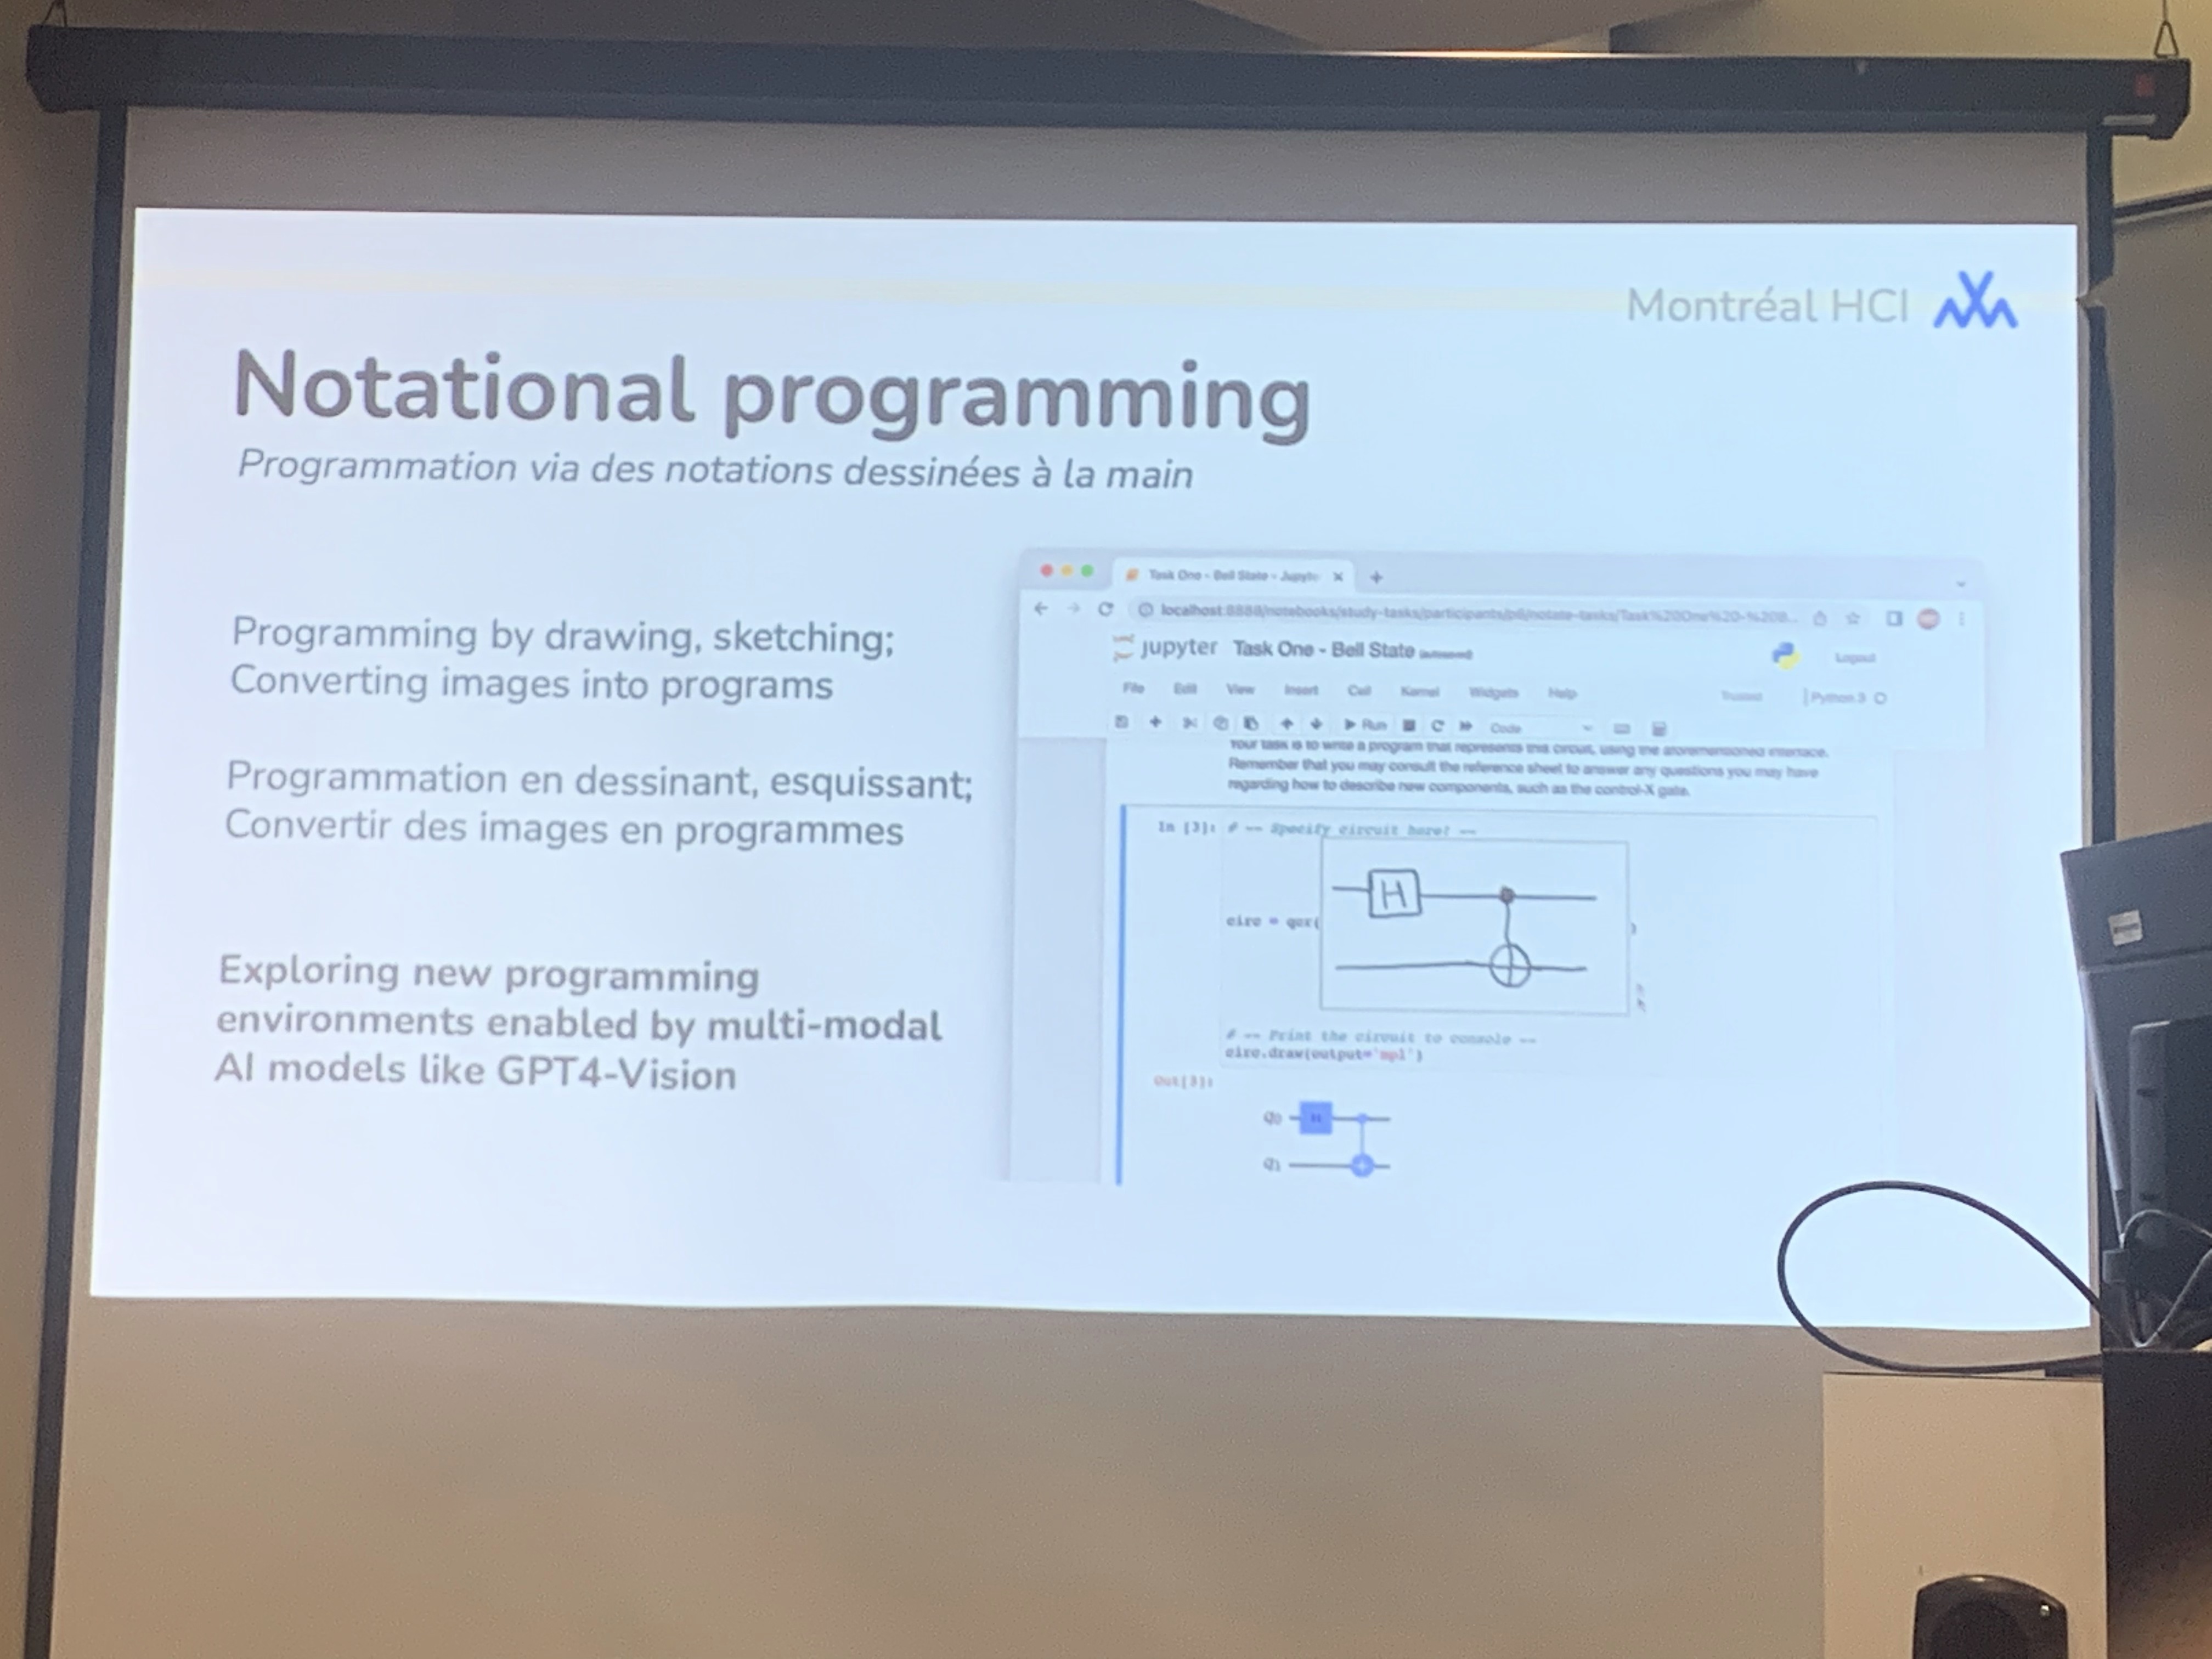 Montréal HCI
Notational programming
Programmation via des notations dessinées à la main
Programming by drawing, sketching;
Converting images into programs
Programmation en dessinant, esquissant;
Convertir des images en programmes
Exploring new programming
environments enabled by multi-modal
AI models like GPT4-Vision
Task One - Bell State - Jupyte
localhost:8888/notebooks/study-tasks/participants/p6/notate-tasks/Task%20One%20-%20B...
jupyter Task One - Bell State (autosaved)
Logout
File Edit View Insert Cell Kernel Widgets Help
Trusted Python 3
Run Code
Your task is to write a program that represents this circuit, using the aforementioned interface.
Remember that you may consult the reference sheet to answer any questions you may have
regarding how to describe new components, such as the control-X gate.
In [3]: # -- Specify circuit here! --
H
circ = qcr( )
# -- Print the circuit to console --
circ.draw(output='mpl')
Out[3]:
q0 H
q1